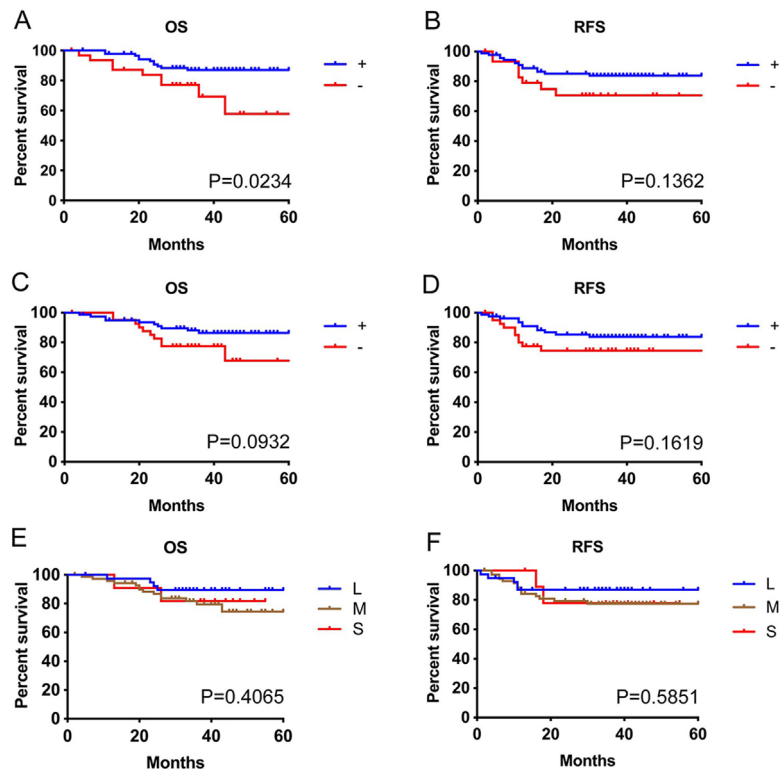 A
OS
Percent survival
100
80
60
40
20
0
0 20 40 60
Months
P=0.0234
+
-
B
RFS
Percent survival
100
80
60
40
20
0
0 20 40 60
Months
P=0.1362
+
-
C
OS
Percent survival
100
80
60
40
20
0
0 20 40 60
Months
P=0.0932
+
-
D
RFS
Percent survival
100
80
60
40
20
0
0 20 40 60
Months
P=0.1619
+
-
E
OS
Percent survival
100
80
60
40
20
0
0 20 40 60
Months
P=0.4065
L
M
S
F
RFS
Percent survival
100
80
60
40
20
0
0 20 40 60
Months
P=0.5851
L
M
S